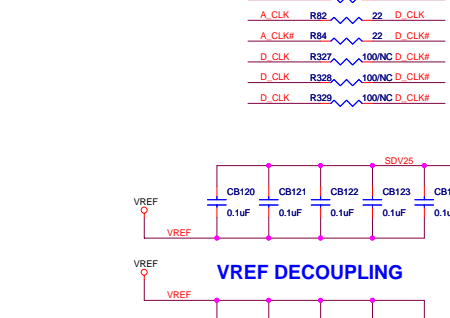 A_CLK R82 22 D_CLK
A_CLK# R84 22 D_CLK#
D_CLK R327 100/NC D_CLK#
D_CLK R328 100/NC D_CLK#
D_CLK R329 100/NC D_CLK#
SDV25
CB120 CB121 CB122 CB123 CB1
VREF
0.1uF 0.1uF 0.1uF 0.1uF 0.1u
VREF
VREF
VREF DECOUPLING
VREF